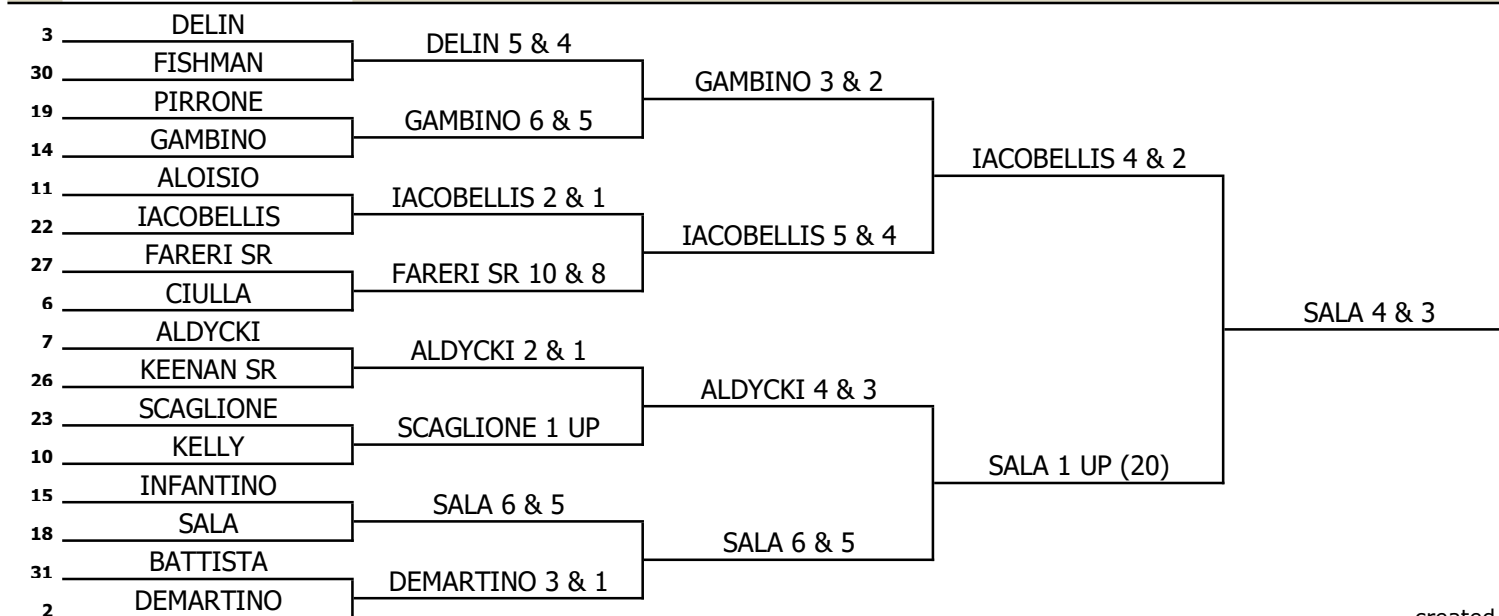 3 DELIN
DELIN 5 & 4
30 FISHMAN
GAMBINO 3 & 2
19 PIRRONE
GAMBINO 6 & 5
14 GAMBINO
IACOBELLIS 4 & 2
11 ALOISIO
IACOBELLIS 2 & 1
22 IACOBELLIS
IACOBELLIS 5 & 4
27 FARERI SR
FARERI SR 10 & 8
6 CIULLA
SALA 4 & 3
7 ALDYCKI
ALDYCKI 2 & 1
26 KEENAN SR
ALDYCKI 4 & 3
23 SCAGLIONE
SCAGLIONE 1 UP
10 KELLY
SALA 1 UP (20)
15 INFANTINO
SALA 6 & 5
18 SALA
SALA 6 & 5
31 BATTISTA
DEMARTINO 3 & 1
2 DEMARTINO
created